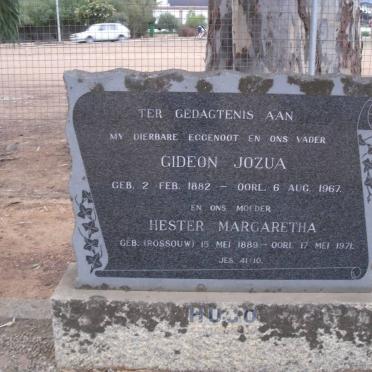 TER GEDAGTENIS AAN
MY DIERBARE EGGENOOT EN ONS VADER
GIDEON JOZUA
GEB. 2 FEB. 1882 – OORL. 6 AUG. 1967.
EN ONS MOEDER
HESTER MARGARETHA
GEB. (ROSSOUW) 15 MEI 1889 – OORL. 17 MEI 1971.
JES. 41:10.
HUGO